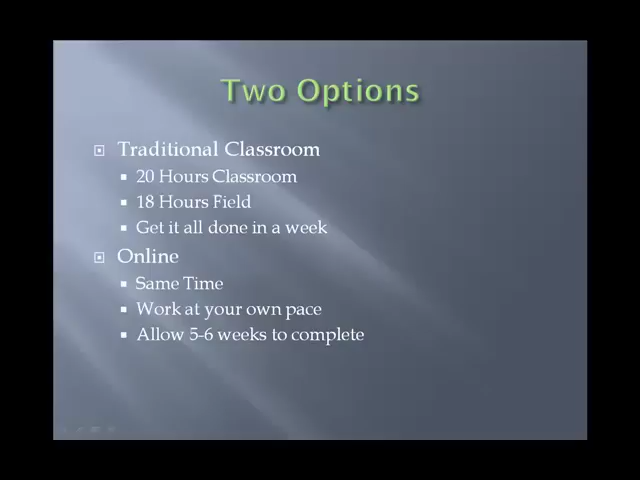 Two Options
Traditional Classroom
20 Hours Classroom
18 Hours Field
Get it all done in a week
Online
Same Time
Work at your own pace
Allow 5-6 weeks to complete